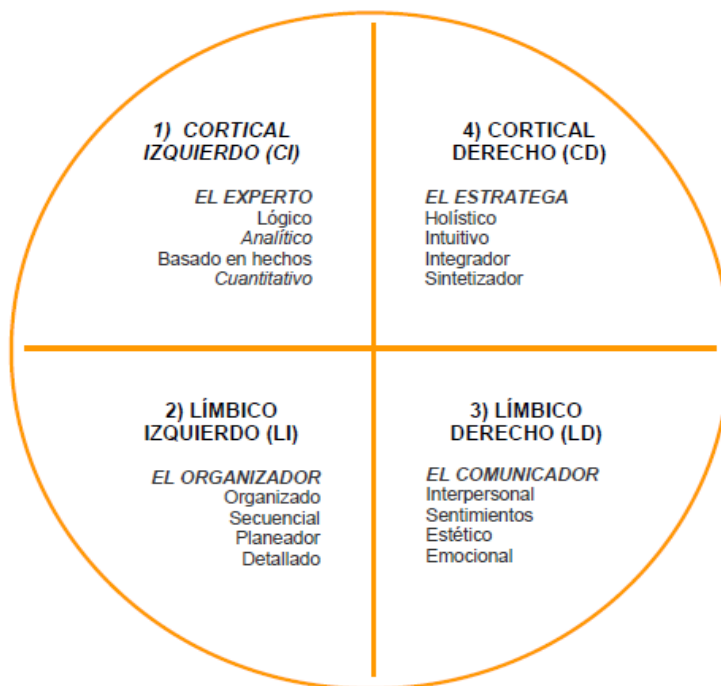 1) CORTICAL
IZQUIERDO (CI)
EL EXPERTO
Lógico
Analítico
Basado en hechos
Cuantitativo
4) CORTICAL
DERECHO (CD)
EL ESTRATEGA
Holístico
Intuitivo
Integrador
Sintetizador
2) LÍMBICO
IZQUIERDO (LI)
EL ORGANIZADOR
Organizado
Secuencial
Planeador
Detallado
3) LÍMBICO
DERECHO (LD)
EL COMUNICADOR
Interpersonal
Sentimientos
Estético
Emocional